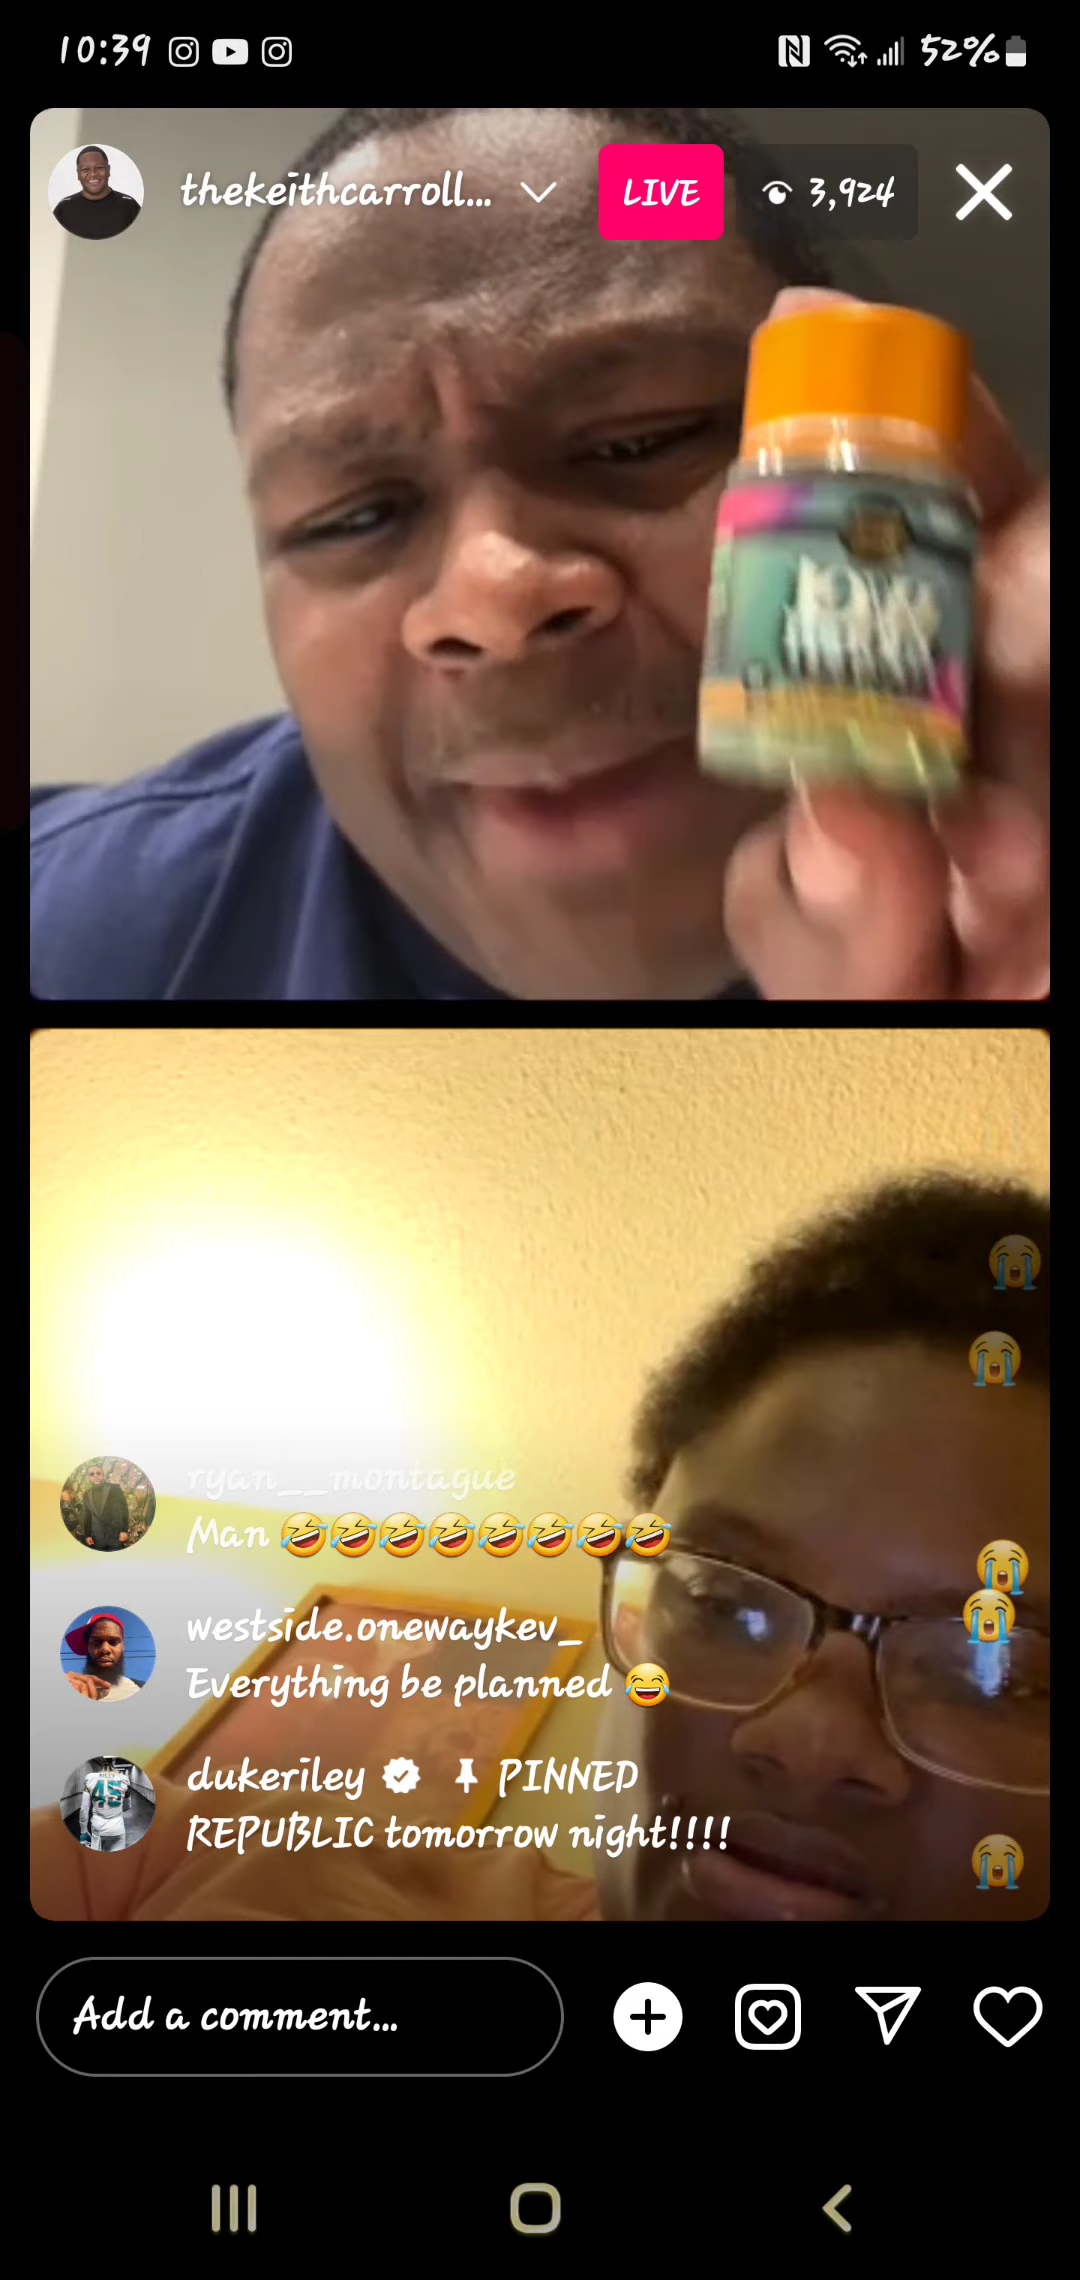 10:39
52%
thekeithcarroll...
LIVE
3,924
ryan__montague
Man 🤣🤣🤣🤣🤣🤣🤣🤣
westside.onewaykev_
Everything be planned 😂
dukeriley PINNED
REPUBLIC tomorrow night!!!!
Add a comment...